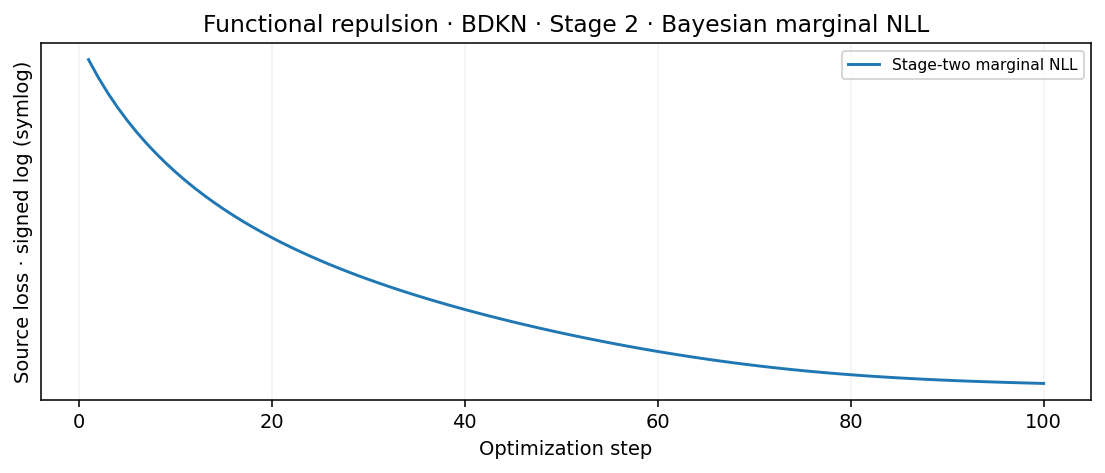 Functional repulsion · BDKN · Stage 2 · Bayesian marginal NLL
Stage-two marginal NLL
Source loss · signed log (symlog)
0 20 40 60 80 100
Optimization step